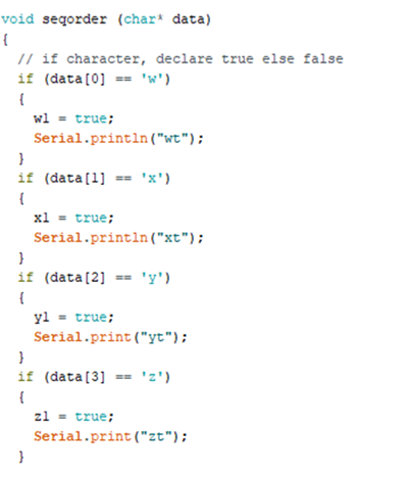 void seqorder (char* data)
{
// if character, declare true else false
if (data[0] == 'w')
{
w1 = true;
Serial.println("wt");
}
if (data[1] == 'x')
{
x1 = true;
Serial.println("xt");
}
if (data[2] == 'y')
{
y1 = true;
Serial.print("yt");
}
if (data[3] == 'z')
{
z1 = true;
Serial.print("zt");
}